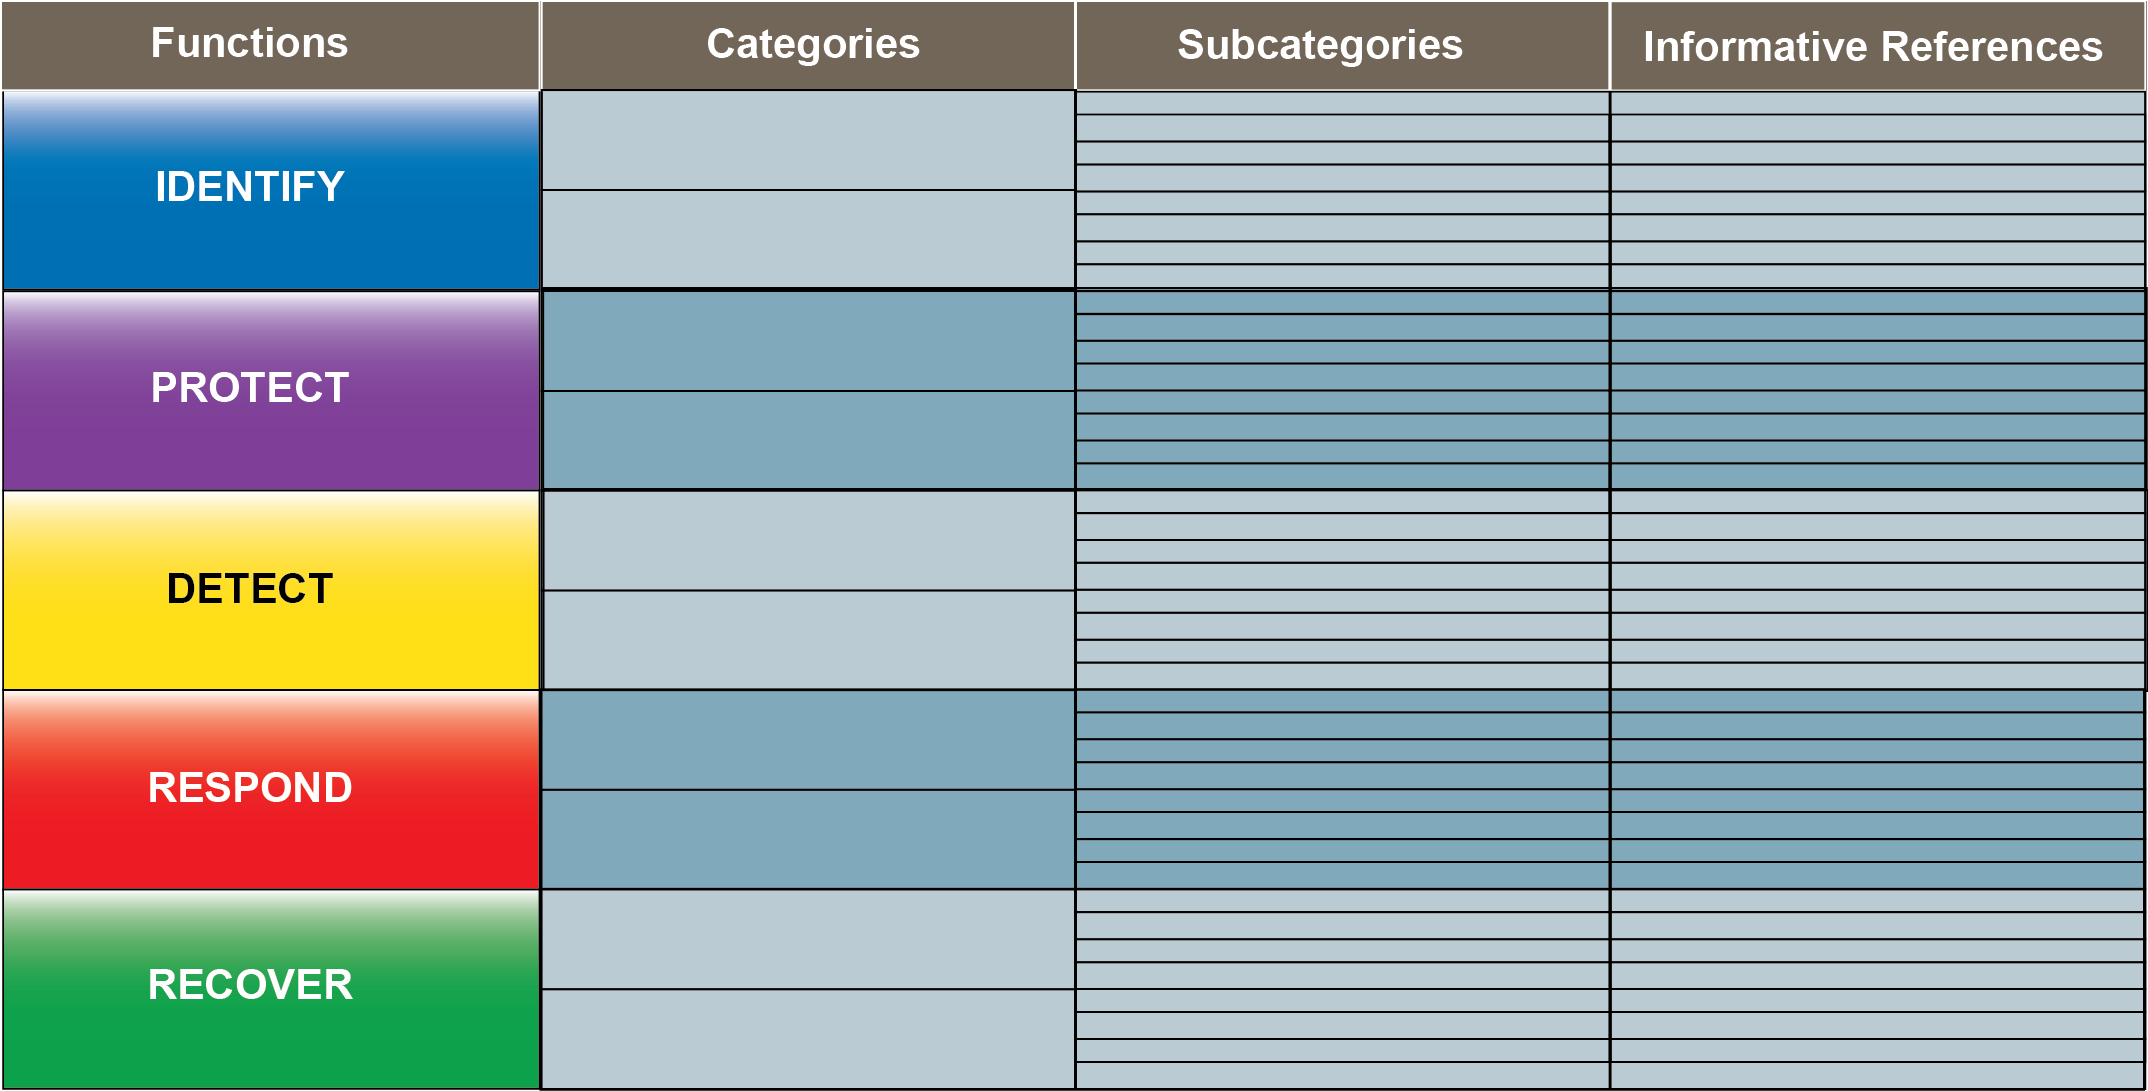 Functions
Categories
Subcategories
Informative References
IDENTIFY
PROTECT
DETECT
RESPOND
RECOVER